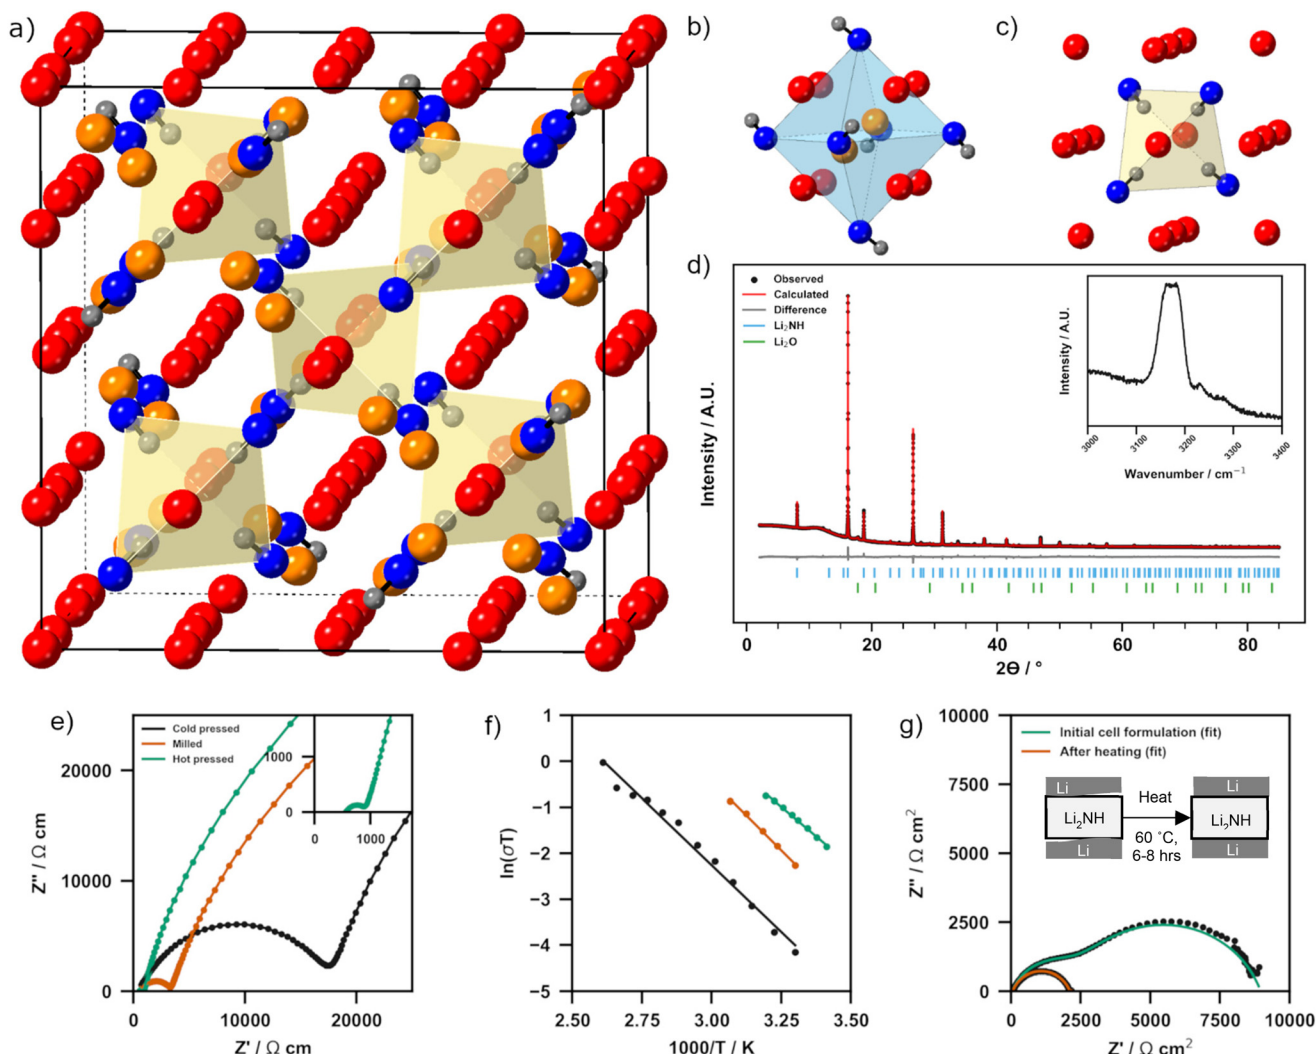 a)
b)
c)
d)
Observed
Calculated
Difference
Li₂NH
Li₂O
Intensity / A.U.
0
20
40
60
80
2Θ / °
Intensity / A.U.
3000
3100
3200
3300
3400
Wavenumber / cm⁻¹
e)
Cold pressed
Milled
Hot pressed
20000
10000
0
Z'' / Ω cm
0
10000
20000
Z' / Ω cm
1000
0
0
1000
f)
1
0
−1
−2
−3
−4
−5
ln(σT)
2.50
2.75
3.00
3.25
3.50
1000/T / K
g)
Initial cell formulation (fit)
After heating (fit)
10000
7500
5000
2500
0
Z'' / Ω cm²
0
2500
5000
7500
10000
Z' / Ω cm²
Li
Li₂NH
Li
Heat
60 °C,
6-8 hrs
Li
Li₂NH
Li